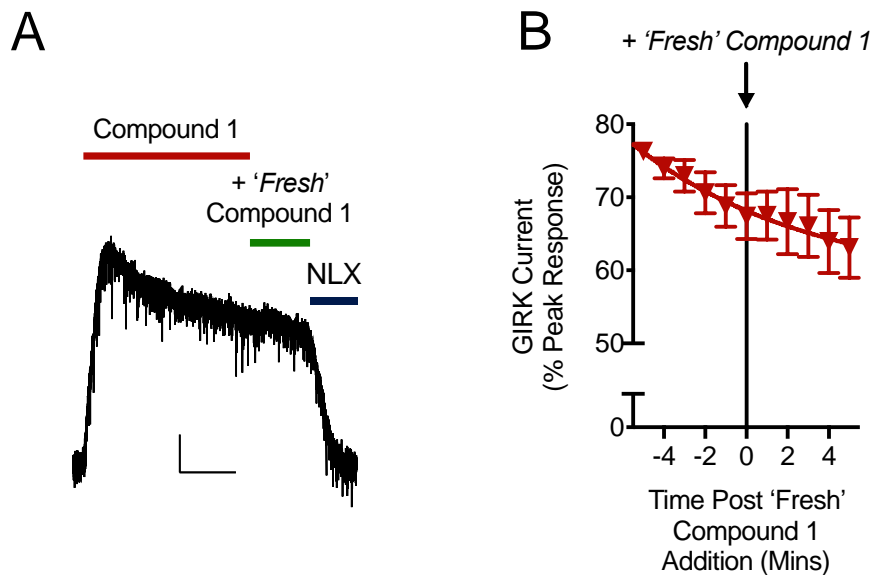 A
Compound 1
+ ‘Fresh’
Compound 1
NLX
B
+ ‘Fresh’ Compound 1
GIRK Current
(% Peak Response)
80
70
60
50
0
-4 -2 0 2 4
Time Post ‘Fresh’
Compound 1
Addition (Mins)